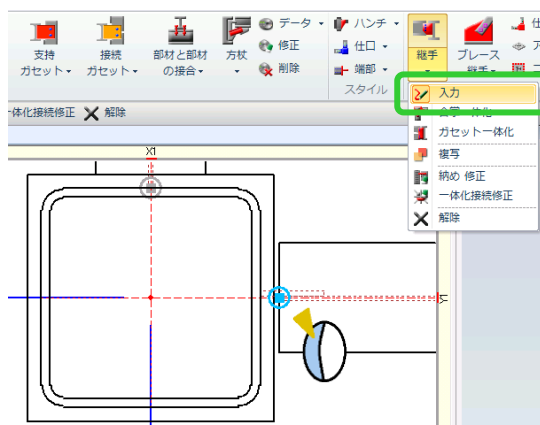 支持
ガセット
接続
ガセット
部材と部材
の接合
方杖
データ
修正
削除
ハンチ
仕口
端部
スタイル
継手
ブレース
継手
仕
ア
一体化接続修正
解除
入力
ガセット一体化
複写
納め 修正
一体化接続修正
解除
X1